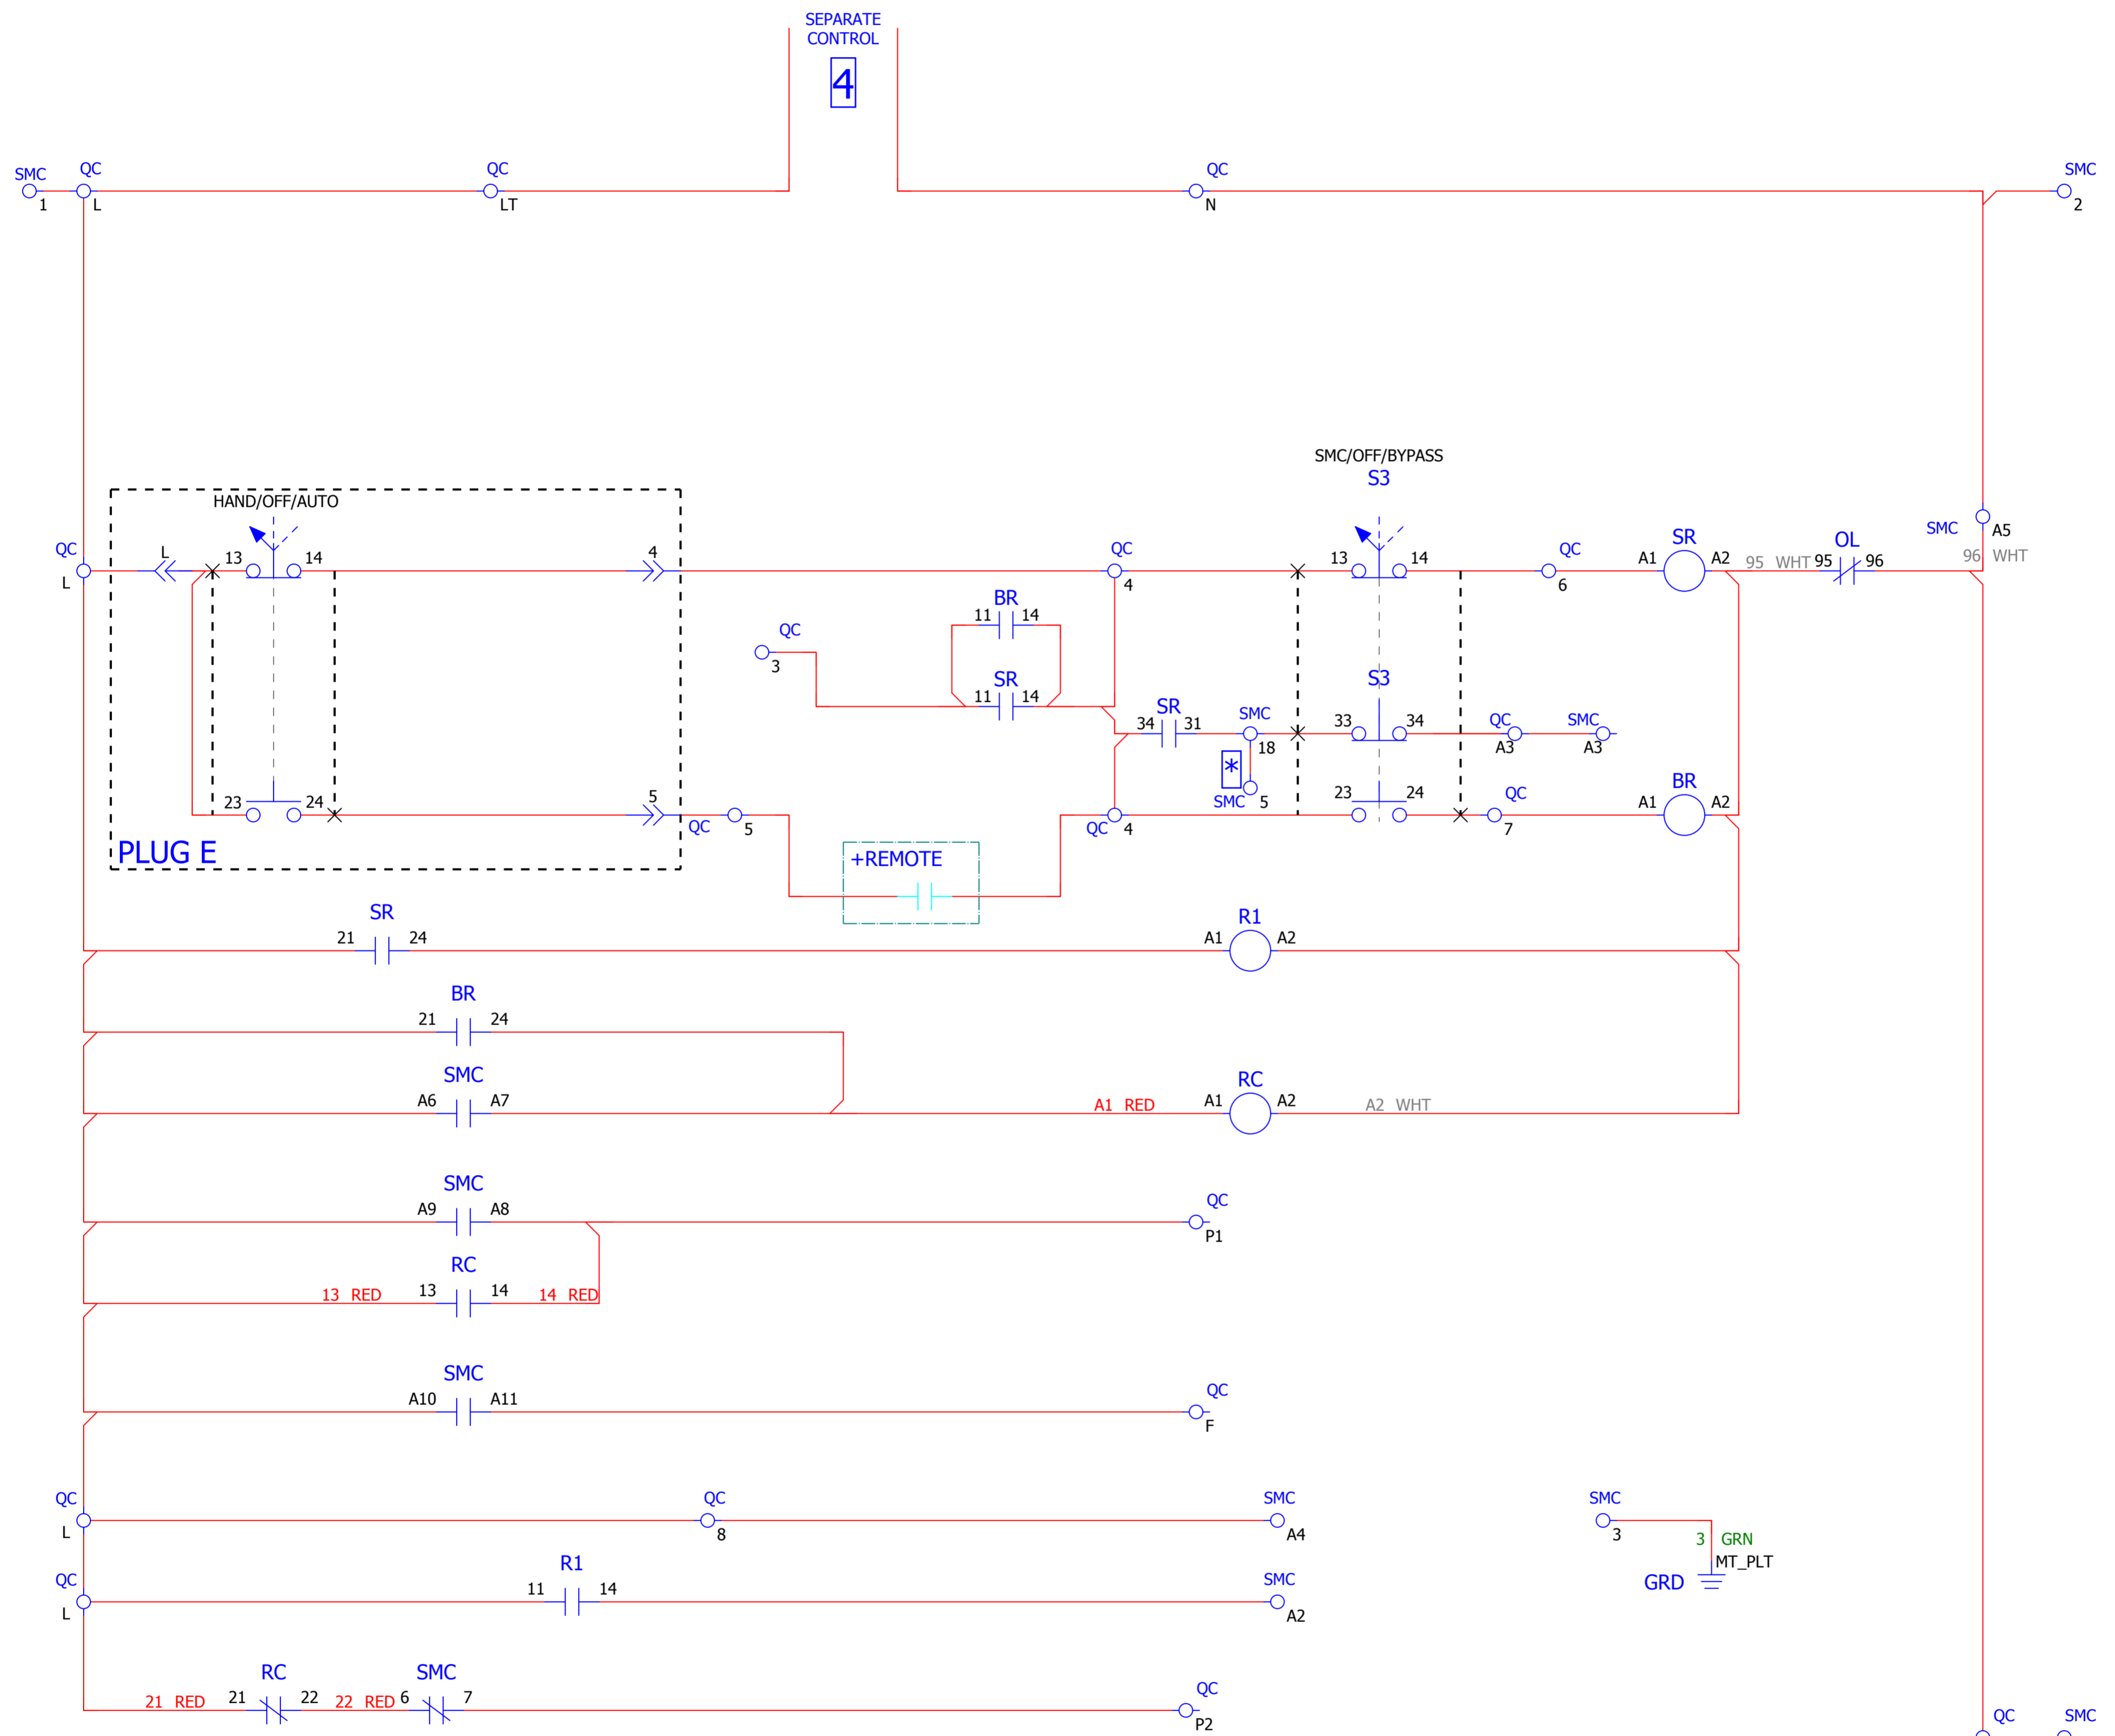 SEPARATE
CONTROL
4
SMC
1
QC
L
QC
LT
QC
N
SMC
2
SMC/OFF/BYPASS
S3
HAND/OFF/AUTO
QC
L
L
13
14
4
QC
4
13
14
QC
6
SR
A1
A2
95 WHT
OL
95
96
SMC
A5
96 WHT
BR
11
14
QC
3
SR
11
14
SR
34
31
SMC
18
*
SMC
5
S3
33
34
QC
A3
SMC
A3
23
24
5
QC
5
QC
4
23
24
QC
7
BR
A1
A2
PLUG E
+REMOTE
SR
21
24
R1
A1
A2
BR
21
24
SMC
A6
A7
A1 RED
RC
A1
A2
A2 WHT
SMC
A9
A8
QC
P1
RC
13 RED
13
14
14 RED
SMC
A10
A11
QC
F
QC
L
QC
8
SMC
A4
SMC
3
3 GRN
MT_PLT
GRD
QC
L
R1
11
14
SMC
A2
RC
21 RED
21
22
22 RED
SMC
6
7
QC
P2
QC
SMC